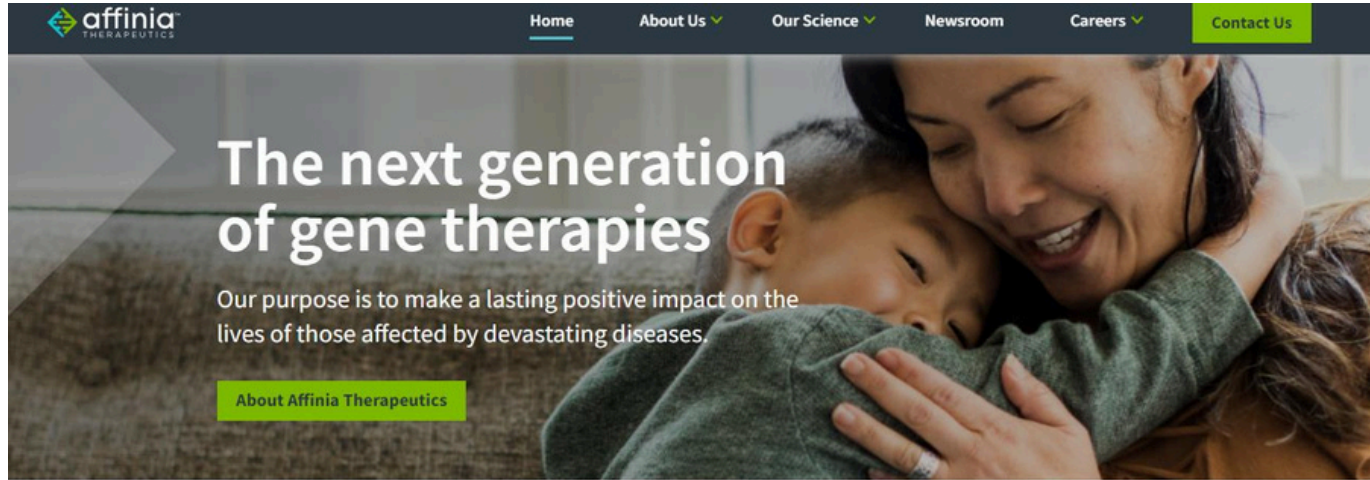 affinia™
THERAPEUTICS
Home
About Us
Our Science
Newsroom
Careers
Contact Us
The next generation
of gene therapies
Our purpose is to make a lasting positive impact on the
lives of those affected by devastating diseases.
About Affinia Therapeutics